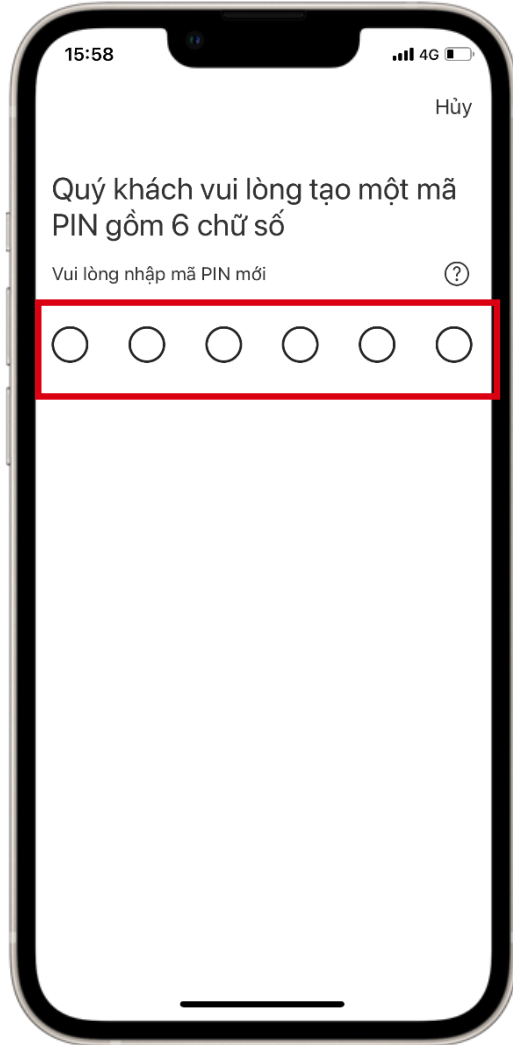 15:58 4G
Hủy
Quý khách vui lòng tạo một mã
PIN gồm 6 chữ số
Vui lòng nhập mã PIN mới ?